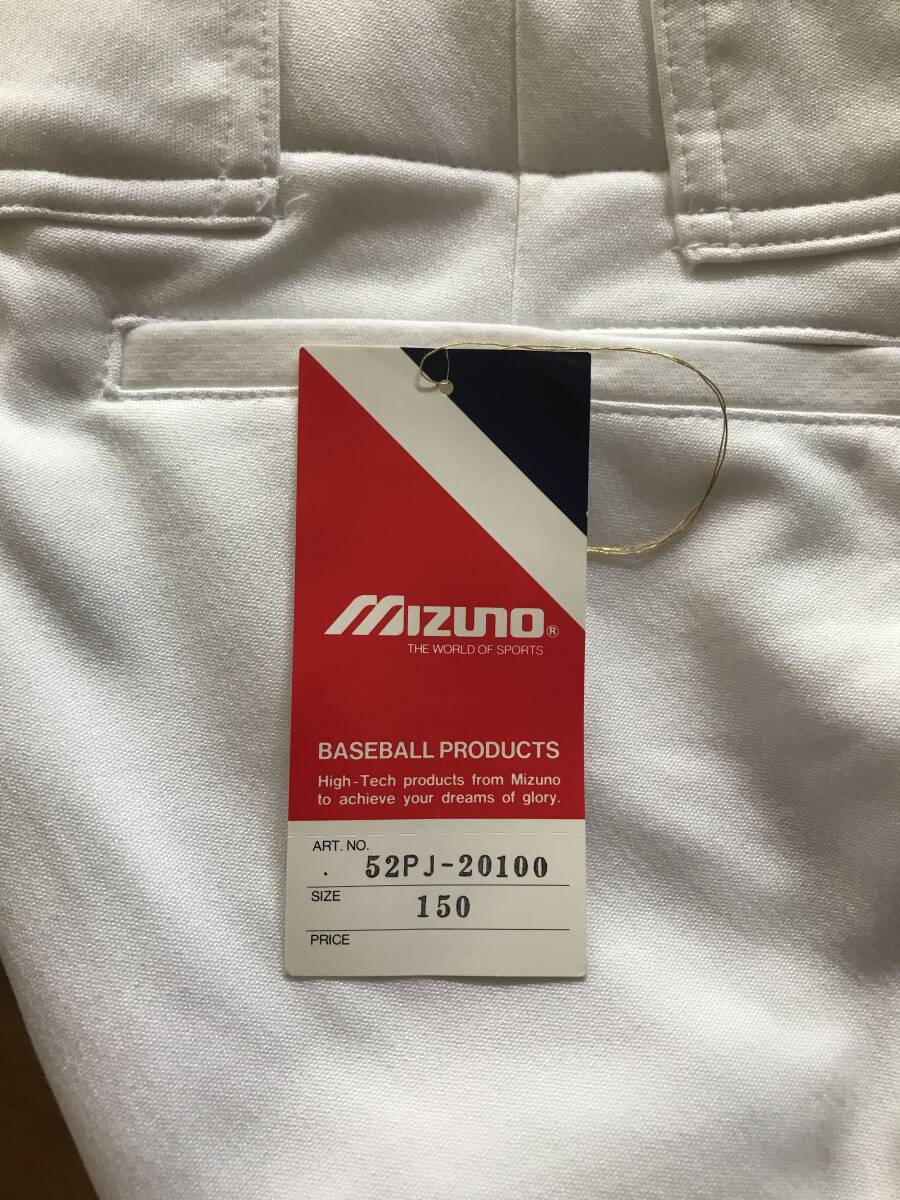 MIZUNO®
THE WORLD OF SPORTS
BASEBALL PRODUCTS
High-Tech products from Mizuno
to achieve your dreams of glory.
ART. NO.
52PJ-20100
SIZE
150
PRICE